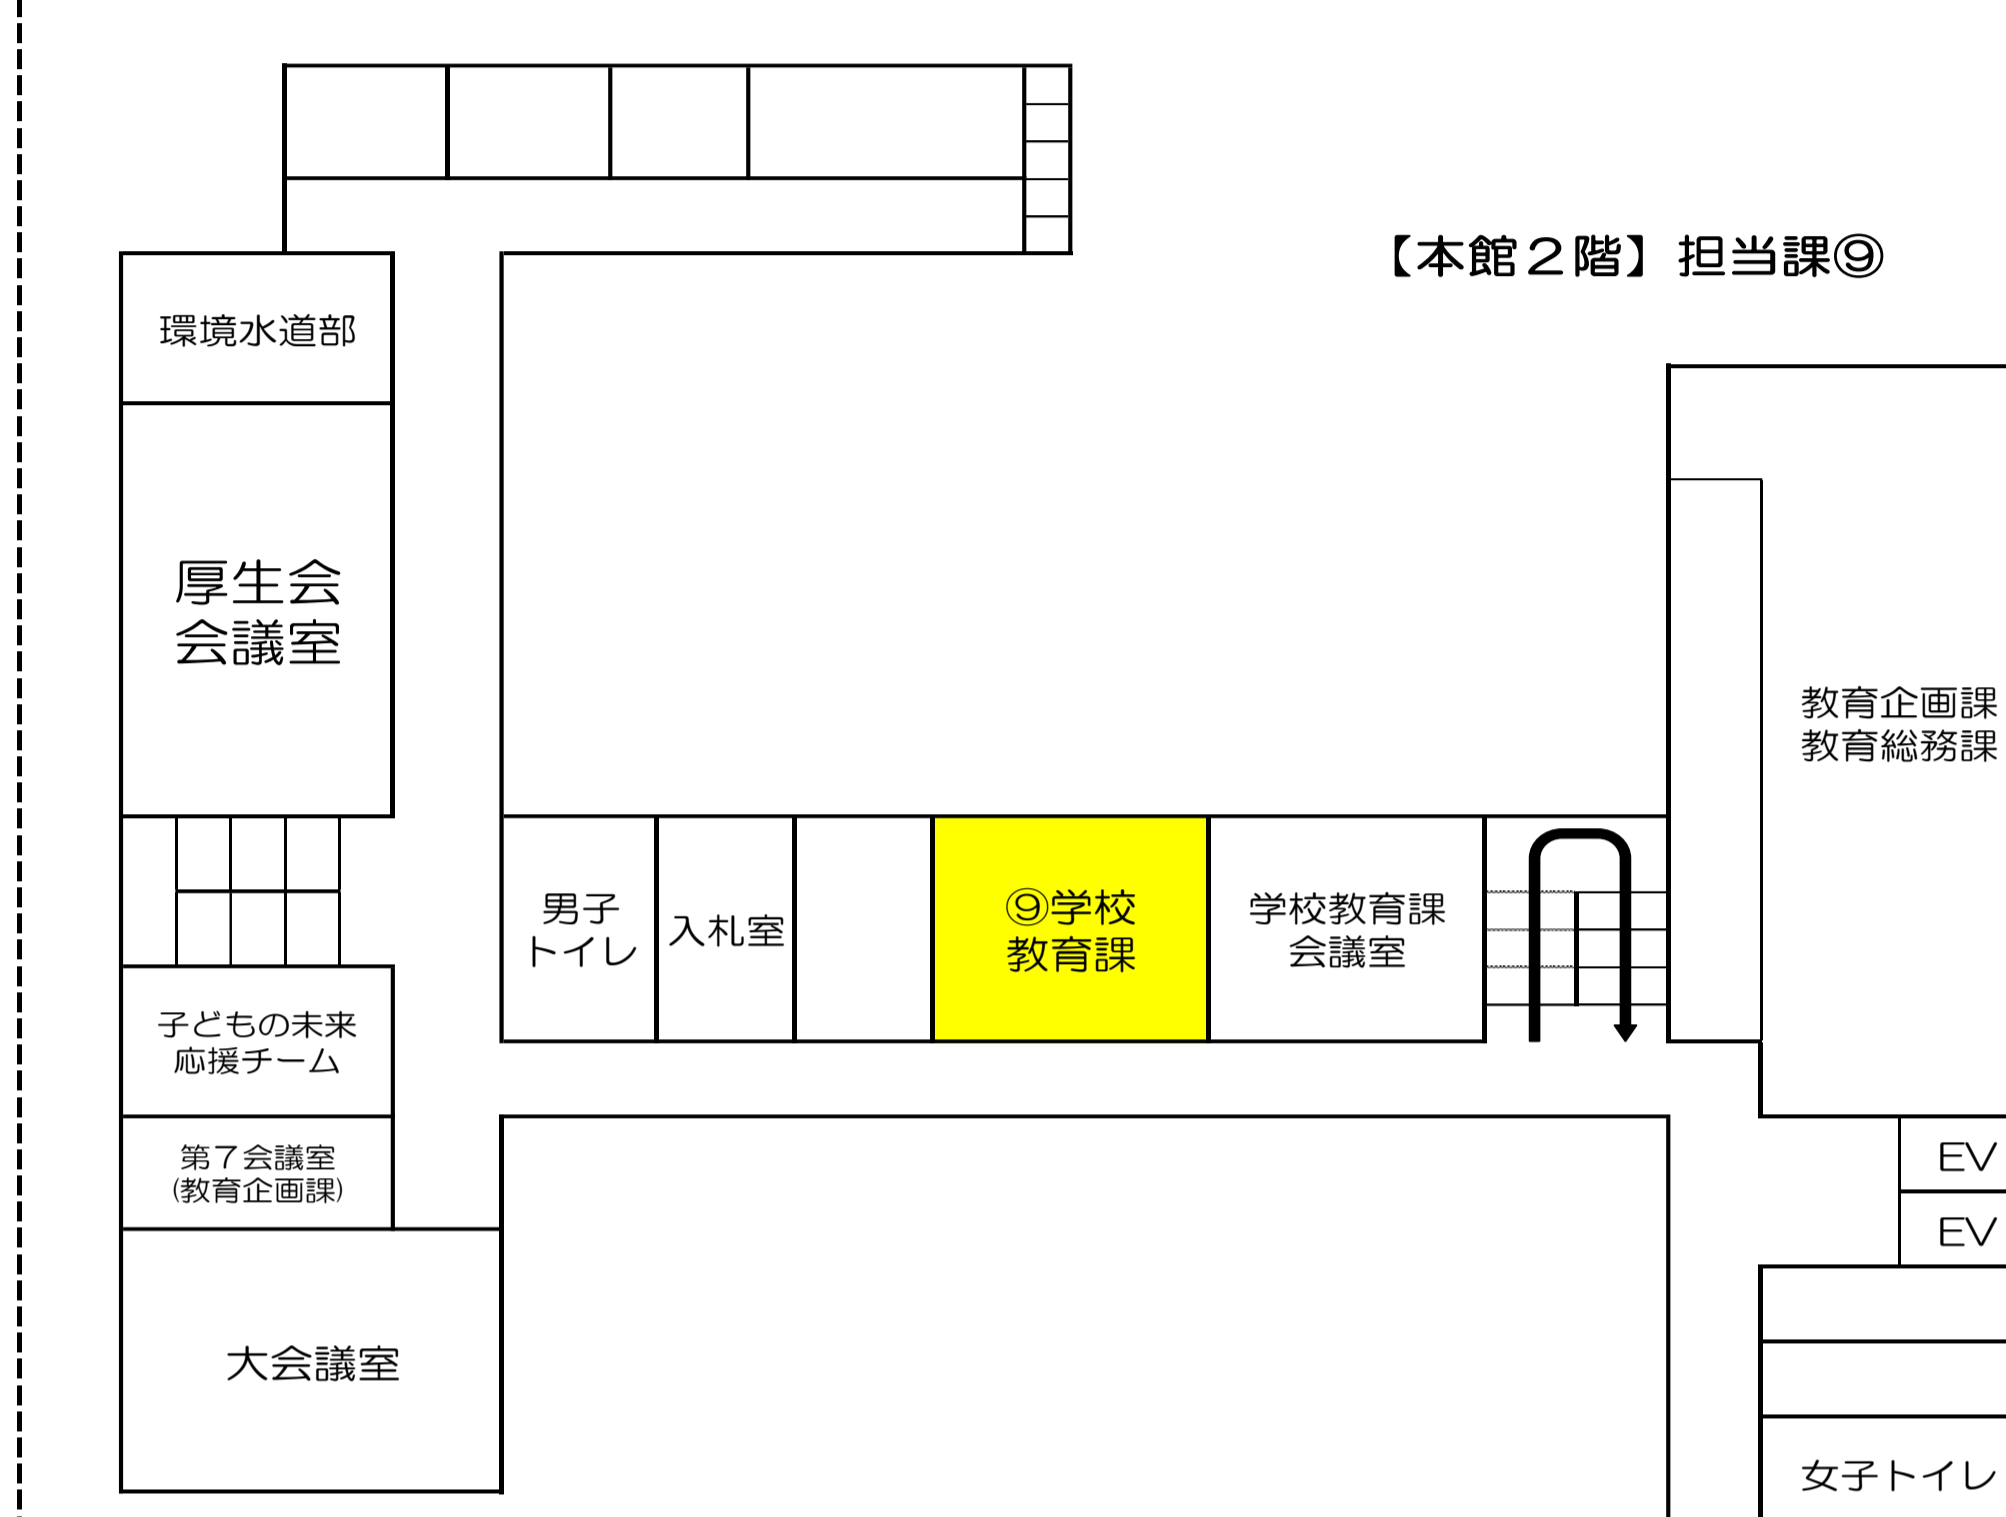 【本館２階】担当課⑨
環境水道部
厚生会
会議室
教育企画課
教育総務課
男子
トイレ
入札室
⑨学校
教育課
学校教育課
会議室
子どもの未来
応援チーム
第７会議室
(教育企画課)
EV
EV
大会議室
女子トイレ